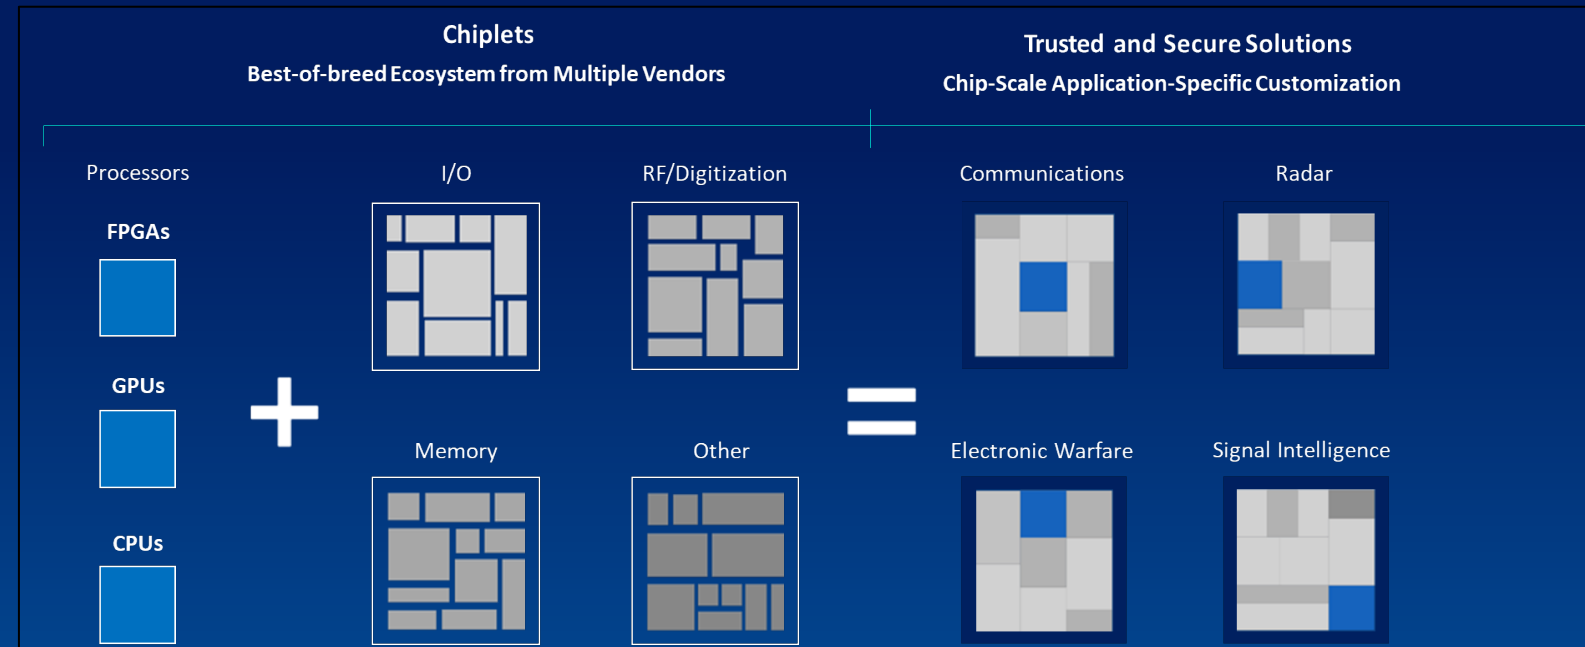 Chiplets
Best-of-breed Ecosystem from Multiple Vendors
Trusted and Secure Solutions
Chip-Scale Application-Specific Customization
Processors
I/O
RF/Digitization
Communications
Radar
FPGAs
GPUs
Memory
Other
Electronic Warfare
Signal Intelligence
CPUs